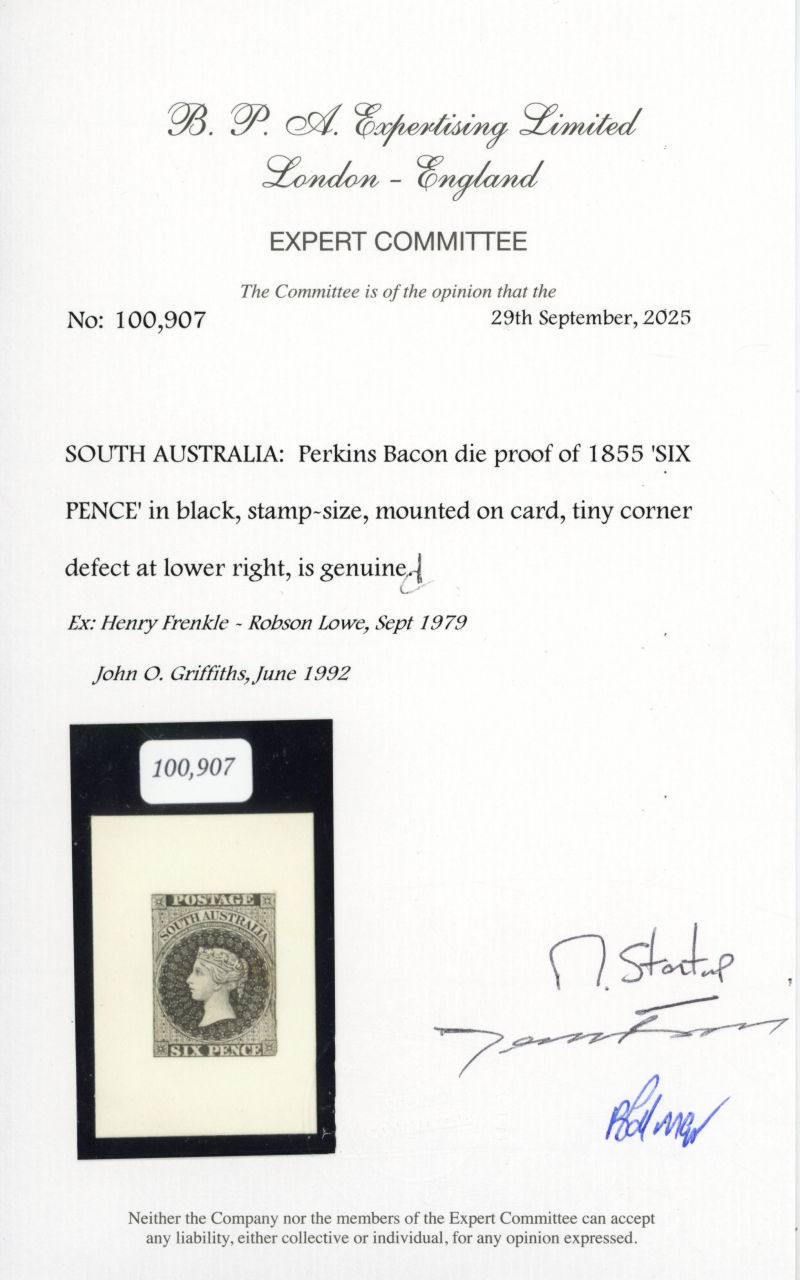 B. P. A. Expertising Limited
London - England
EXPERT COMMITTEE
The Committee is of the opinion that the
No: 100,907 29th September, 2025
SOUTH AUSTRALIA: Perkins Bacon die proof of 1855 'SIX
PENCE' in black, stamp-size, mounted on card, tiny corner
defect at lower right, is genuine.
Ex: Henry Frenkle - Robson Lowe, Sept 1979
John O. Griffiths, June 1992
100,907
POSTAGE
SOUTH AUSTRALIA
SIX PENCE
Neither the Company nor the members of the Expert Committee can accept
any liability, either collective or individual, for any opinion expressed.